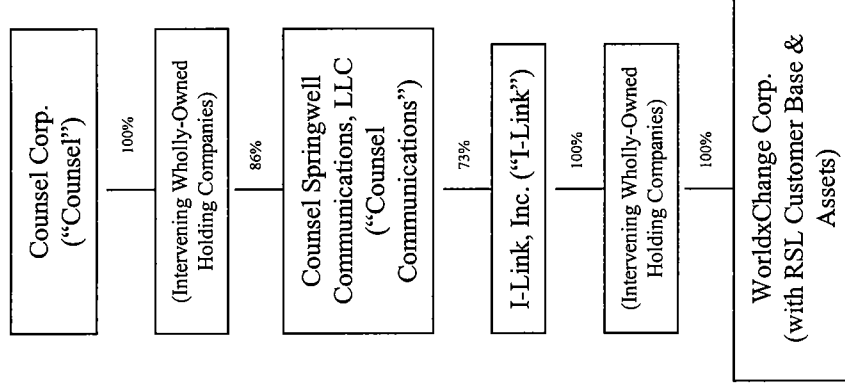 Counsel Corp.
(“Counsel”)
100%
(Intervening Wholly-Owned
Holding Companies)
86%
Counsel Springwell
Communications, LLC
(“Counsel
Communications”)
73%
I-Link, Inc. (“I-Link”)
100%
(Intervening Wholly-Owned
Holding Companies)
100%
WorldxChange Corp.
(with RSL Customer Base &
Assets)